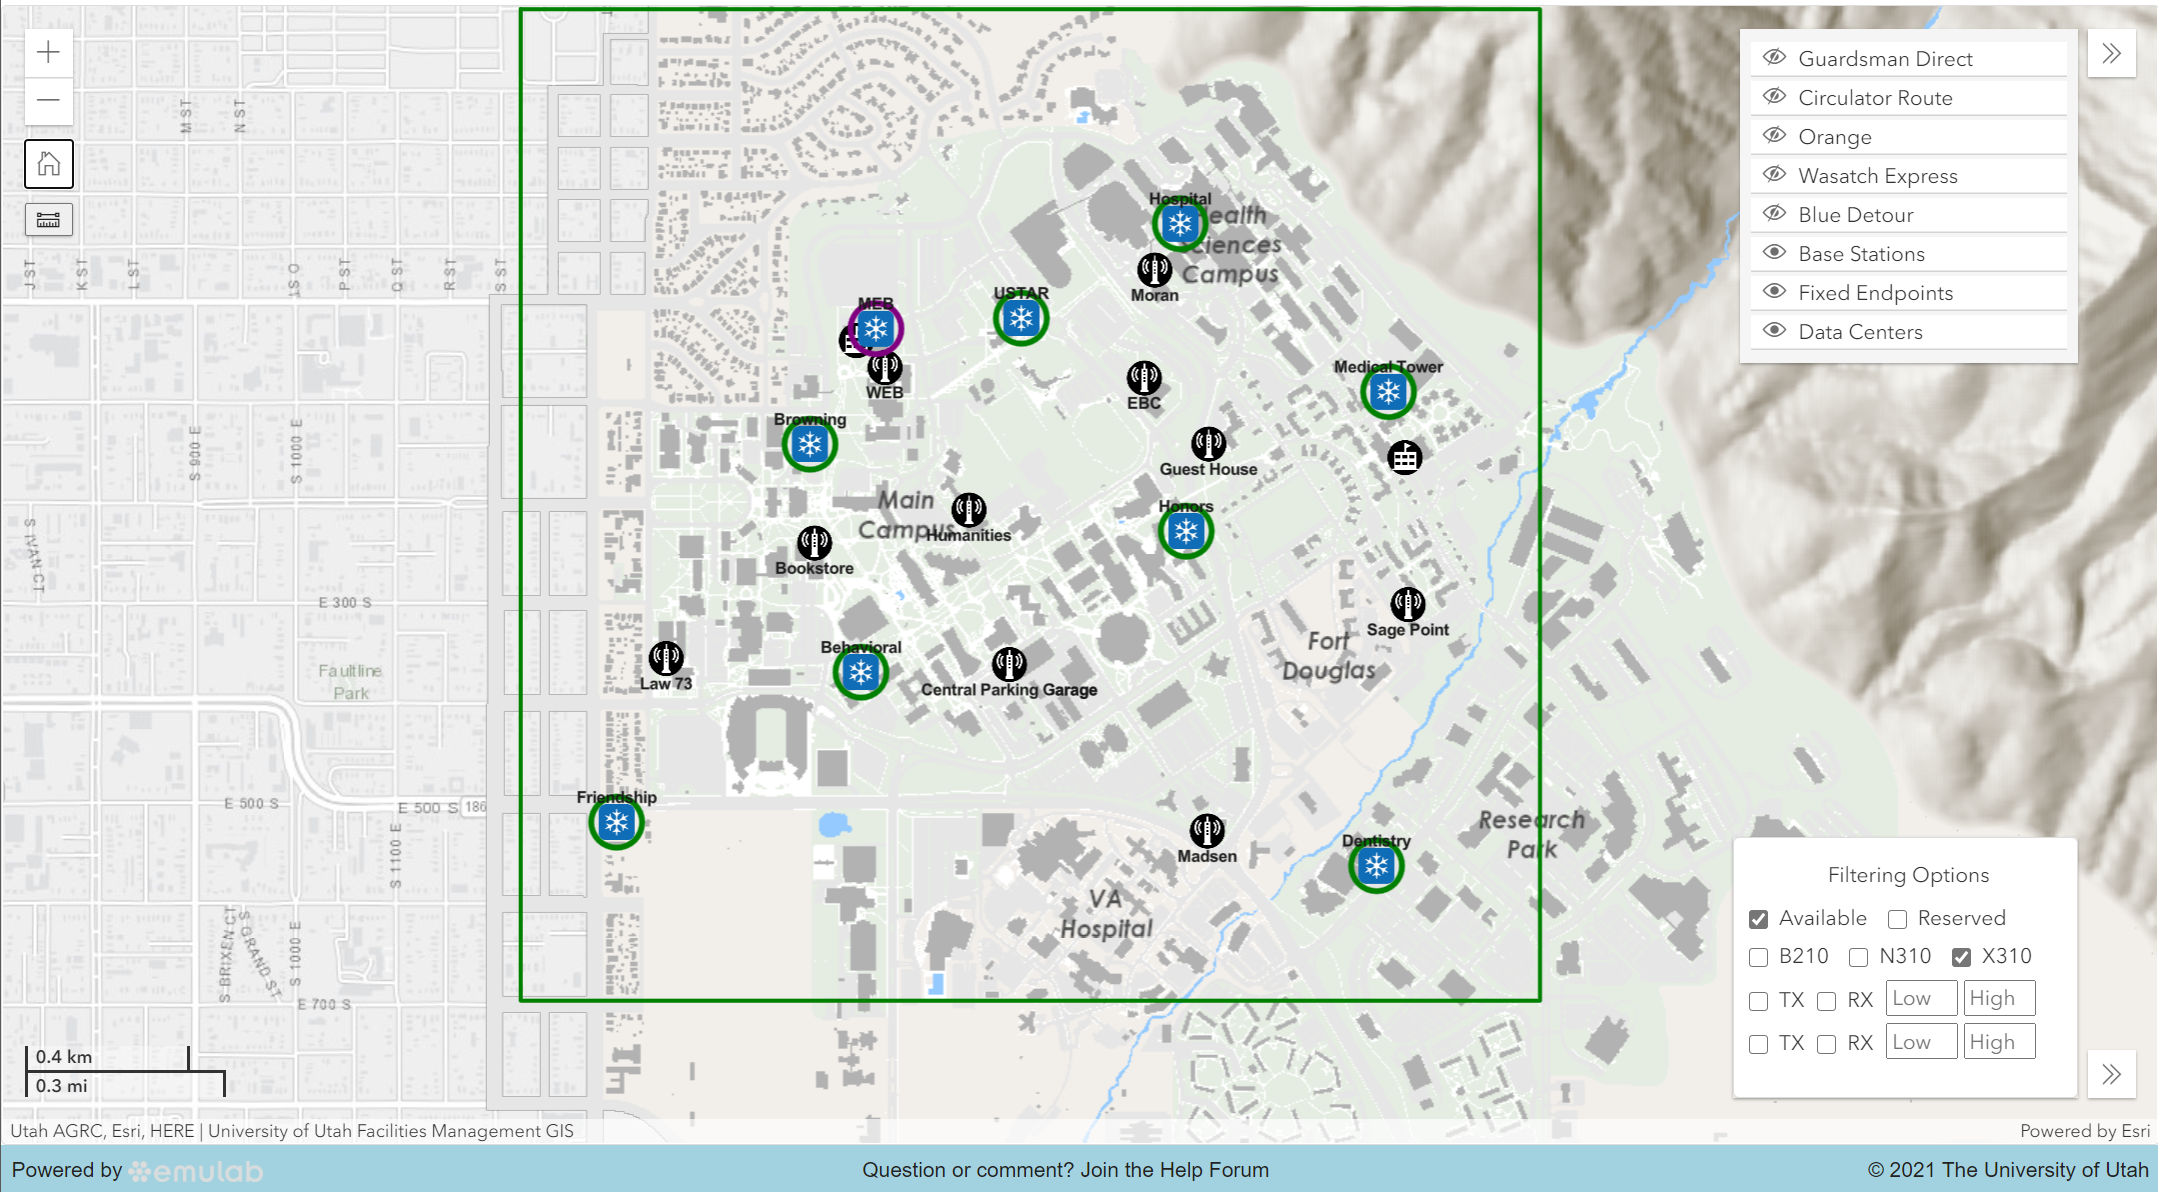 Guardsman Direct
Circulator Route
Orange
Wasatch Express
Blue Detour
Base Stations
Fixed Endpoints
Data Centers
M ST
N ST
J ST
K ST
L ST
P ST
Q ST
R ST
S ST
S 900 E
S 1000 E
E 300 S
Faultline
Park
E 500 S
E 500 S
186
S 1100 E
S 1000 E
S BRIXEN CT
S GRAND ST
E 700 S
Hospital
Health
Sciences
Campus
Moran
USTAR
MEB
WEB
EBC
Medical Tower
Browning
Guest House
Main
Campus
Humanities
Honors
Bookstore
Sage Point
Fort
Douglas
Behavioral
Law 73
Central Parking Garage
Friendship
Madsen
Dentistry
Research
Park
VA
Hospital
Filtering Options
Available Reserved
B210 N310 X310
TX RX Low High
TX RX Low High
0.4 km
0.3 mi
Utah AGRC, Esri, HERE | University of Utah Facilities Management GIS
Powered by Esri
Powered by emulab
Question or comment? Join the Help Forum
© 2021 The University of Utah